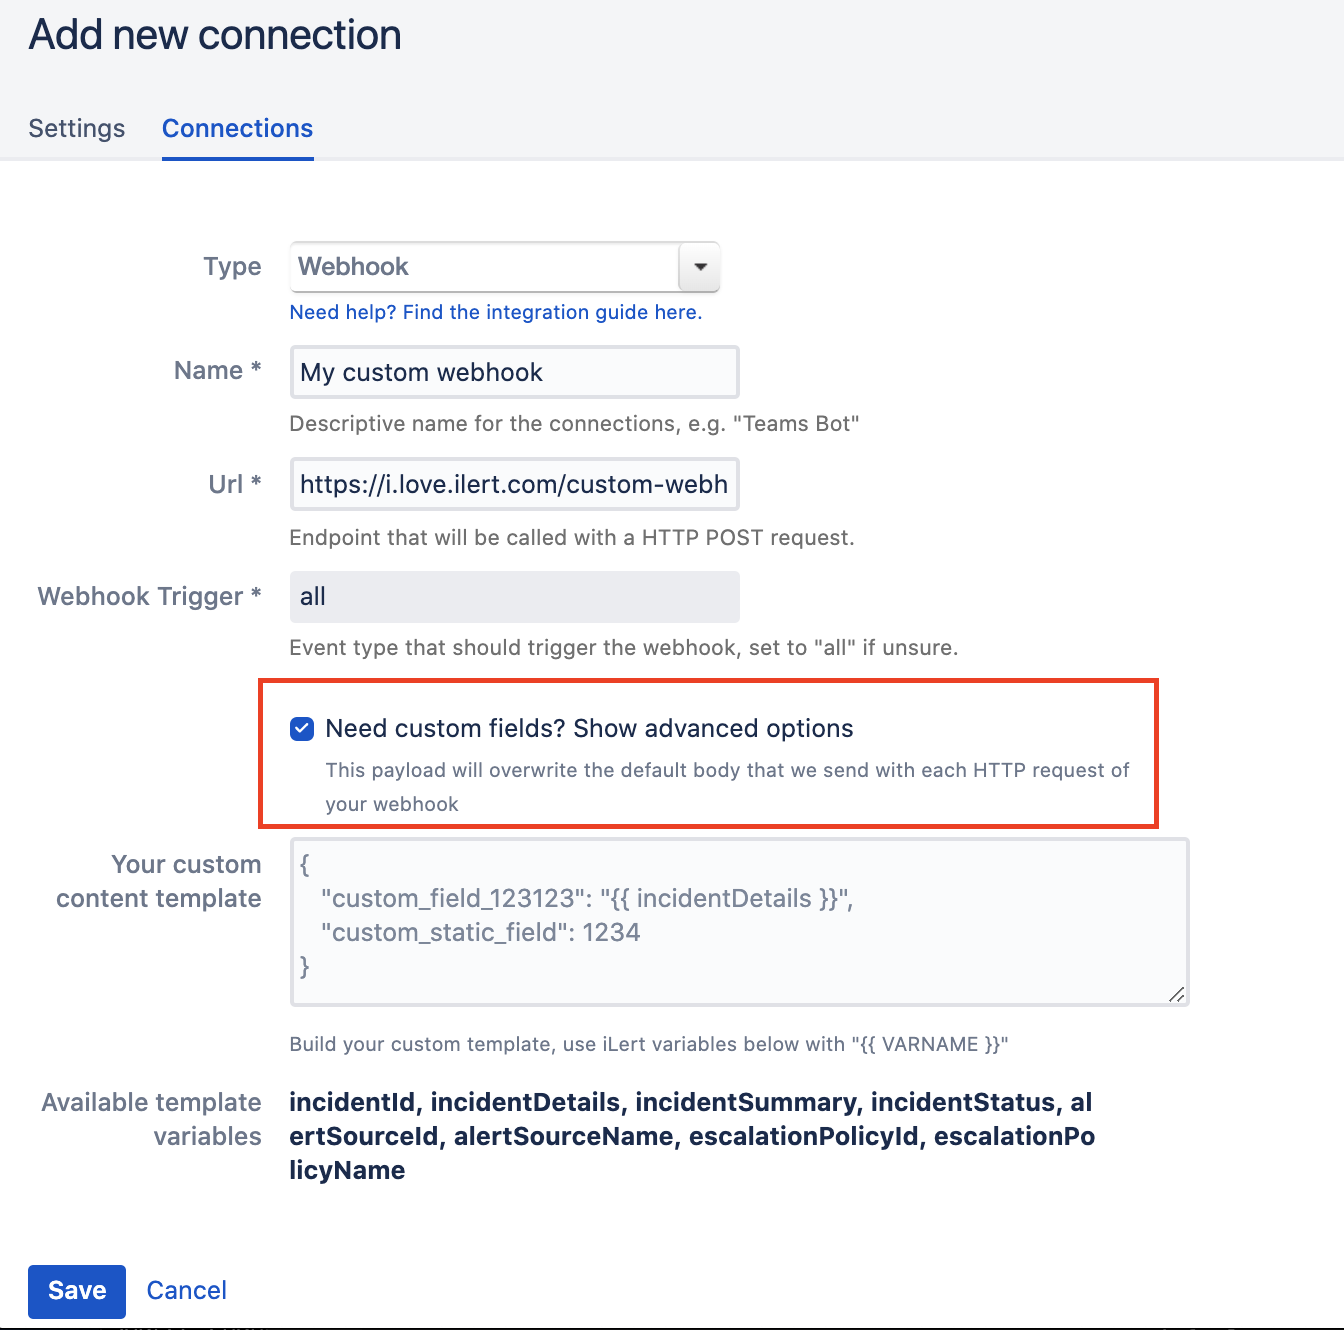 Add new connection
Settings Connections
Type Webhook
Need help? Find the integration guide here.
Name * My custom webhook
Descriptive name for the connections, e.g. "Teams Bot"
Url * https://i.love.ilert.com/custom-webh
Endpoint that will be called with a HTTP POST request.
Webhook Trigger * all
Event type that should trigger the webhook, set to "all" if unsure.
Need custom fields? Show advanced options
This payload will overwrite the default body that we send with each HTTP request of
your webhook
Your custom
content template
{
"custom_field_123123": "{{ incidentDetails }}",
"custom_static_field": 1234
}
Build your custom template, use iLert variables below with "{{ VARNAME }}"
Available template
variables
incidentId, incidentDetails, incidentSummary, incidentStatus, al
ertSourceId, alertSourceName, escalationPolicyId, escalationPo
licyName
Save Cancel